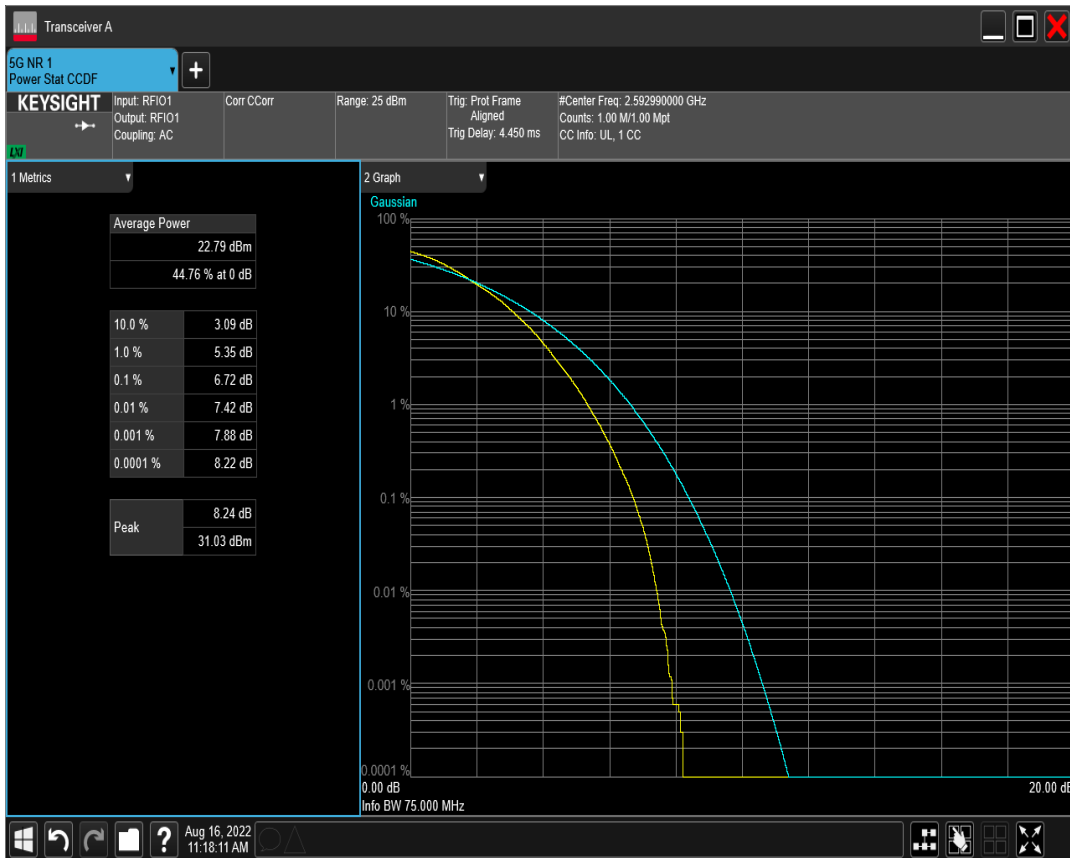 Transceiver A
5G NR 1
Power Stat CCDF
+
KEYSIGHT
LXI
Input: RFIO1
Output: RFIO1
Coupling: AC
Corr CCorr
Range: 25 dBm
Trig: Prot Frame
Aligned
Trig Delay: 4.450 ms
#Center Freq: 2.592990000 GHz
Counts: 1.00 M/1.00 Mpt
CC Info: UL, 1 CC
1 Metrics
Average Power
22.79 dBm
44.76 % at 0 dB
10.0 % 3.09 dB
1.0 % 5.35 dB
0.1 % 6.72 dB
0.01 % 7.42 dB
0.001 % 7.88 dB
0.0001 % 8.22 dB
Peak
8.24 dB
31.03 dBm
2 Graph
Gaussian
100 %
10 %
1 %
0.1 %
0.01 %
0.001 %
0.0001 %
0.00 dB
20.00 dB
Info BW 75.000 MHz
?
Aug 16, 2022
11:18:11 AM